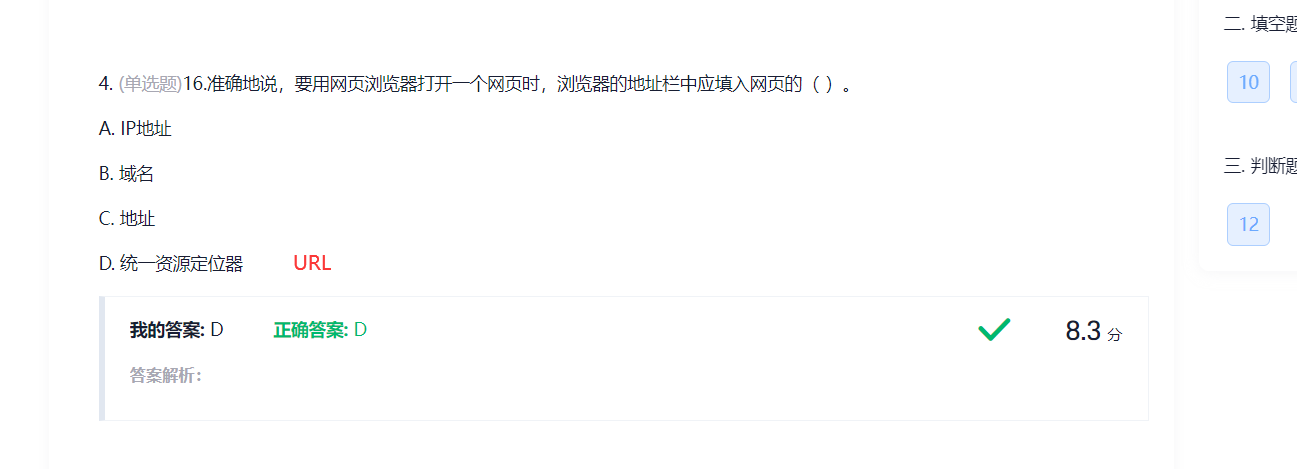 二. 填空题
4. (单选题)16.准确地说，要用网页浏览器打开一个网页时，浏览器的地址栏中应填入网页的（ ）。
10
A. IP地址
B. 域名
三. 判断题
C. 地址
12
D. 统一资源定位器 URL
我的答案: D 正确答案: D 8.3 分
答案解析：